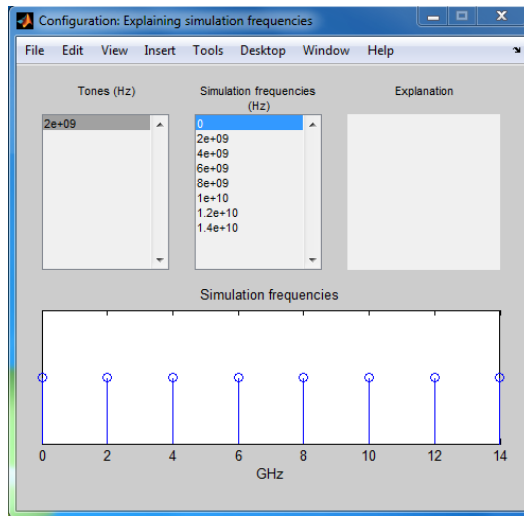 Configuration: Explaining simulation frequencies
File Edit View Insert Tools Desktop Window Help
Tones (Hz)
2e+09
Simulation frequencies
(Hz)
0
2e+09
4e+09
6e+09
8e+09
1e+10
1.2e+10
1.4e+10
Explanation
Simulation frequencies
0 2 4 6 8 10 12 14
GHz